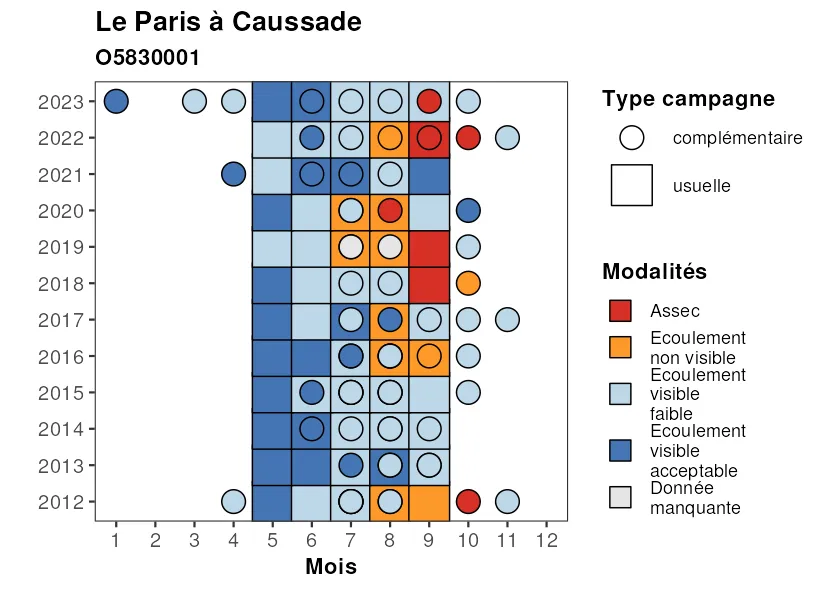 Le Paris à Caussade
O5830001
2023
2022
2021
2020
2019
2018
2017
2016
2015
2014
2013
2012
1 2 3 4 5 6 7 8 9 10 11 12
Mois
Type campagne
complémentaire
usuelle
Modalités
Assec
Ecoulement
non visible
Ecoulement
visible
faible
Ecoulement
visible
acceptable
Donnée
manquante